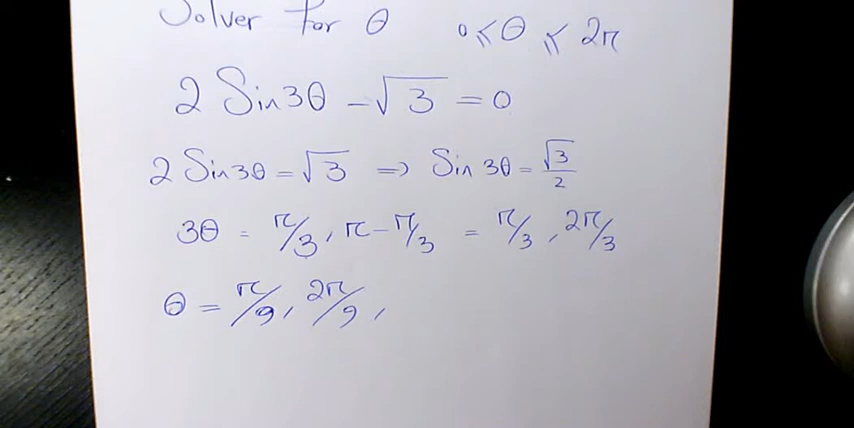 Solver for θ 0 ≤ θ ≤ 2π
2 Sin3θ - √3 = 0
2 Sin3θ = √3 ⇒ Sin 3θ = √3/2
3θ = π/3, π - π/3 = π/3, 2π/3
θ = π/9, 2π/9,